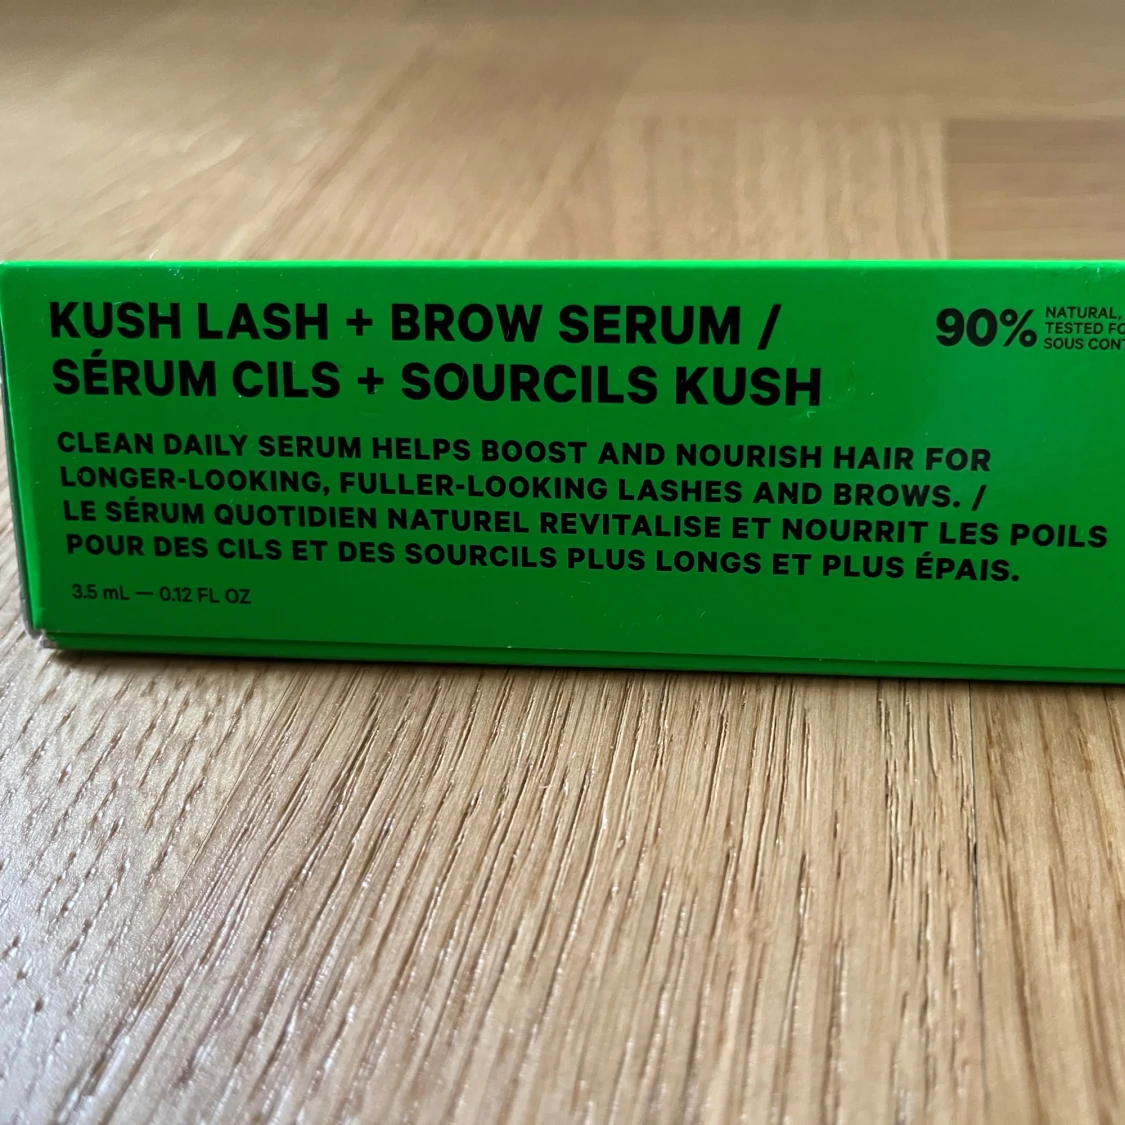 KUSH LASH + BROW SERUM /
SÉRUM CILS + SOURCILS KUSH
90%
NATURAL,
TESTED
SOUS
CLEAN DAILY SERUM HELPS BOOST AND NOURISH HAIR FOR
LONGER-LOOKING, FULLER-LOOKING LASHES AND BROWS. /
LE SÉRUM QUOTIDIEN NATUREL REVITALISE ET NOURRIT LES POILS
POUR DES CILS ET DES SOURCILS PLUS LONGS ET PLUS ÉPAIS.
3.5 mL — 0.12 FL OZ